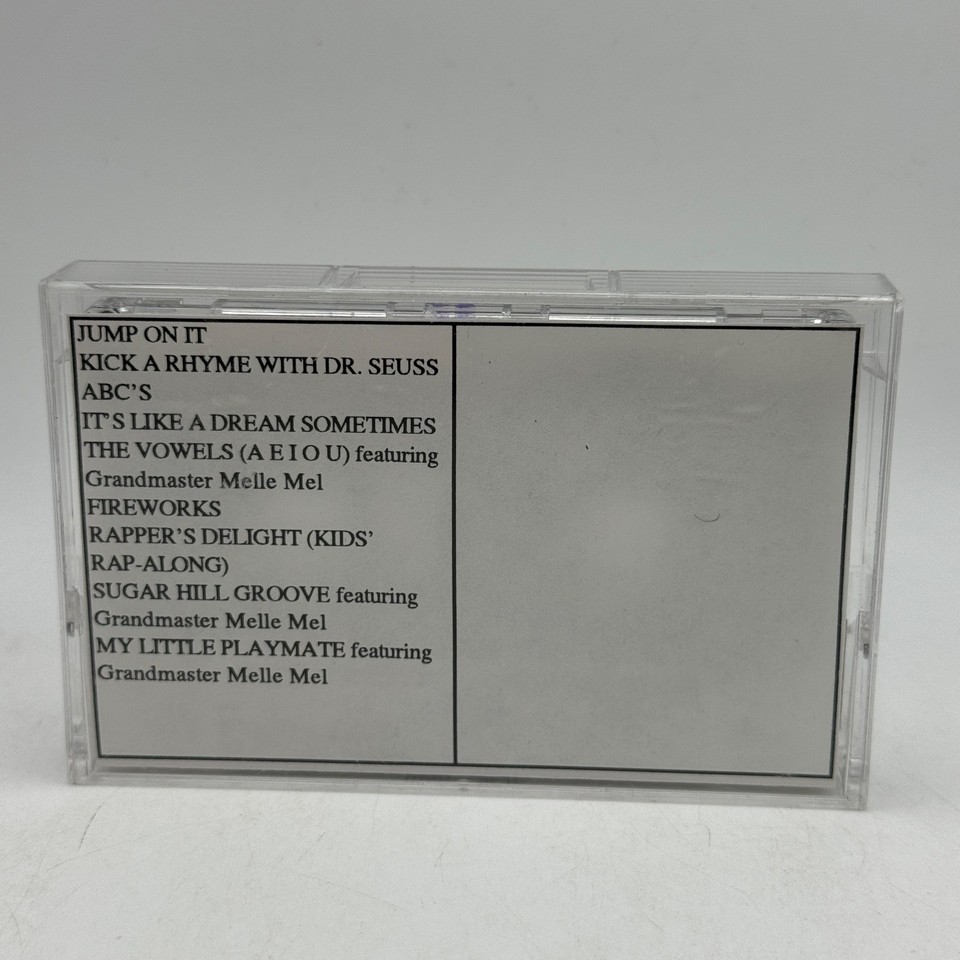 JUMP ON IT
KICK A RHYME WITH DR. SEUSS
ABC'S
IT'S LIKE A DREAM SOMETIMES
THE VOWELS (A E I O U) featuring
Grandmaster Melle Mel
FIREWORKS
RAPPER'S DELIGHT (KIDS'
RAP-ALONG)
SUGAR HILL GROOVE featuring
Grandmaster Melle Mel
MY LITTLE PLAYMATE featuring
Grandmaster Melle Mel